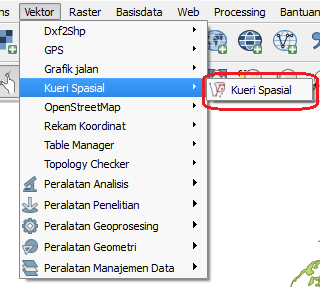 ns Vektor Raster Basisdata Web Processing Bantuan
Dxf2Shp
GPS
Grafik jalan
Kueri Spasial
Kueri Spasial
OpenStreetMap
Rekam Koordinat
Table Manager
Topology Checker
Peralatan Analisis
Peralatan Penelitian
Peralatan Geoprosesing
Peralatan Geometri
Peralatan Manajemen Data